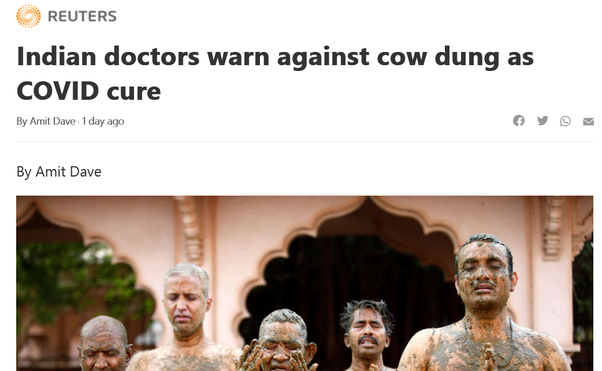 REUTERS
Indian doctors warn against cow dung as
COVID cure
By Amit Dave · 1 day ago
By Amit Dave